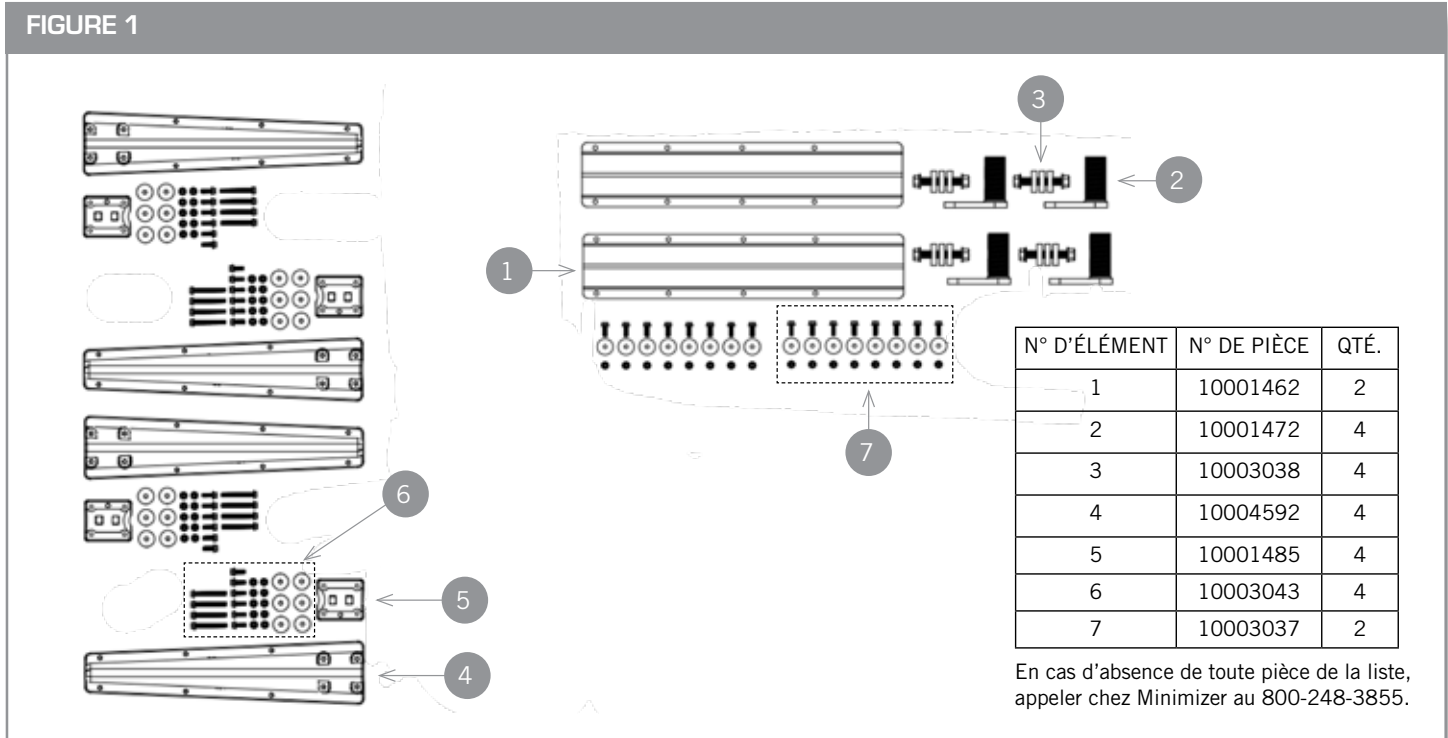 FIGURE 1
3
2
1
7
6
5
4
N° D'ÉLÉMENT N° DE PIÈCE QTÉ.
1 10001462 2
2 10001472 4
3 10003038 4
4 10004592 4
5 10001485 4
6 10003043 4
7 10003037 2
En cas d'absence de toute pièce de la liste,
appeler chez Minimizer au 800-248-3855.